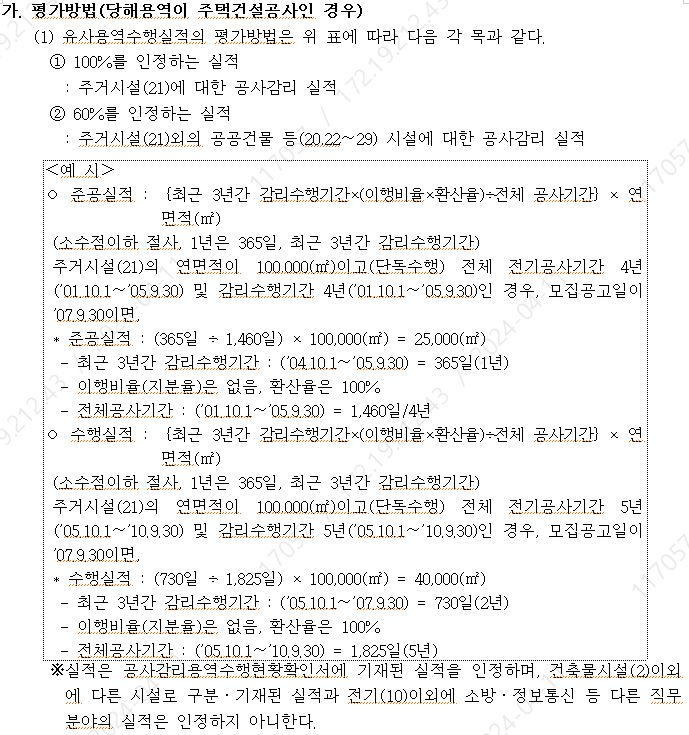 가. 평가방법(당해용역이 주택건설공사인 경우)
(1) 유사용역수행실적의 평가방법은 위 표에 따라 다음 각 목과 같다.
① 100%를 인정하는 실적
: 주거시설(21)에 대한 공사감리 실적
② 60%를 인정하는 실적
: 주거시설(21)외의 공공건물 등(20,22~29) 시설에 대한 공사감리 실적
<예 시>
○ 준공실적 : {최근 3년간 감리수행기간×(이행비율×환산율)÷전체 공사기간} × 연
면적(㎡)
(소수점이하 절사, 1년은 365일, 최근 3년간 감리수행기간)
주거시설(21)의 연면적이 100,000(㎡)이고(단독수행) 전체 전기공사기간 4년
('01.10.1~'05.9.30) 및 감리수행기간 4년('01.10.1~'05.9.30)인 경우, 모집공고일이
'07.9.30이면,
* 준공실적 : (365일 ÷ 1,460일) × 100,000(㎡) = 25,000(㎡)
- 최근 3년간 감리수행기간 : ('04.10.1~'05.9.30) = 365일(1년)
- 이행비율(지분율)은 없음, 환산율은 100%
- 전체공사기간 : ('01.10.1~'05.9.30) = 1,460일/4년
○ 수행실적 : {최근 3년간 감리수행기간×(이행비율×환산율)÷전체 공사기간} × 연
면적(㎡)
(소수점이하 절사, 1년은 365일, 최근 3년간 감리수행기간)
주거시설(21)의 연면적이 100,000(㎡)이고(단독수행) 전체 전기공사기간 5년
('05.10.1~'10.9.30) 및 감리수행기간 5년('05.10.1~'10.9.30)인 경우, 모집공고일이
'07.9.30이면,
* 수행실적 : (730일 ÷ 1,825일) × 100,000(㎡) = 40,000(㎡)
- 최근 3년간 감리수행기간 : ('05.10.1~'07.9.30) = 730일(2년)
- 이행비율(지분율)은 없음, 환산율은 100%
- 전체공사기간 : ('05.10.1~'10.9.30) = 1,825일(5년)
※실적은 공사감리용역수행현황확인서에 기재된 실적을 인정하며, 건축물시설(2)이외
에 다른 시설로 구분·기재된 실적과 전기(10)이외에 소방·정보통신 등 다른 직무
분야의 실적은 인정하지 아니한다.